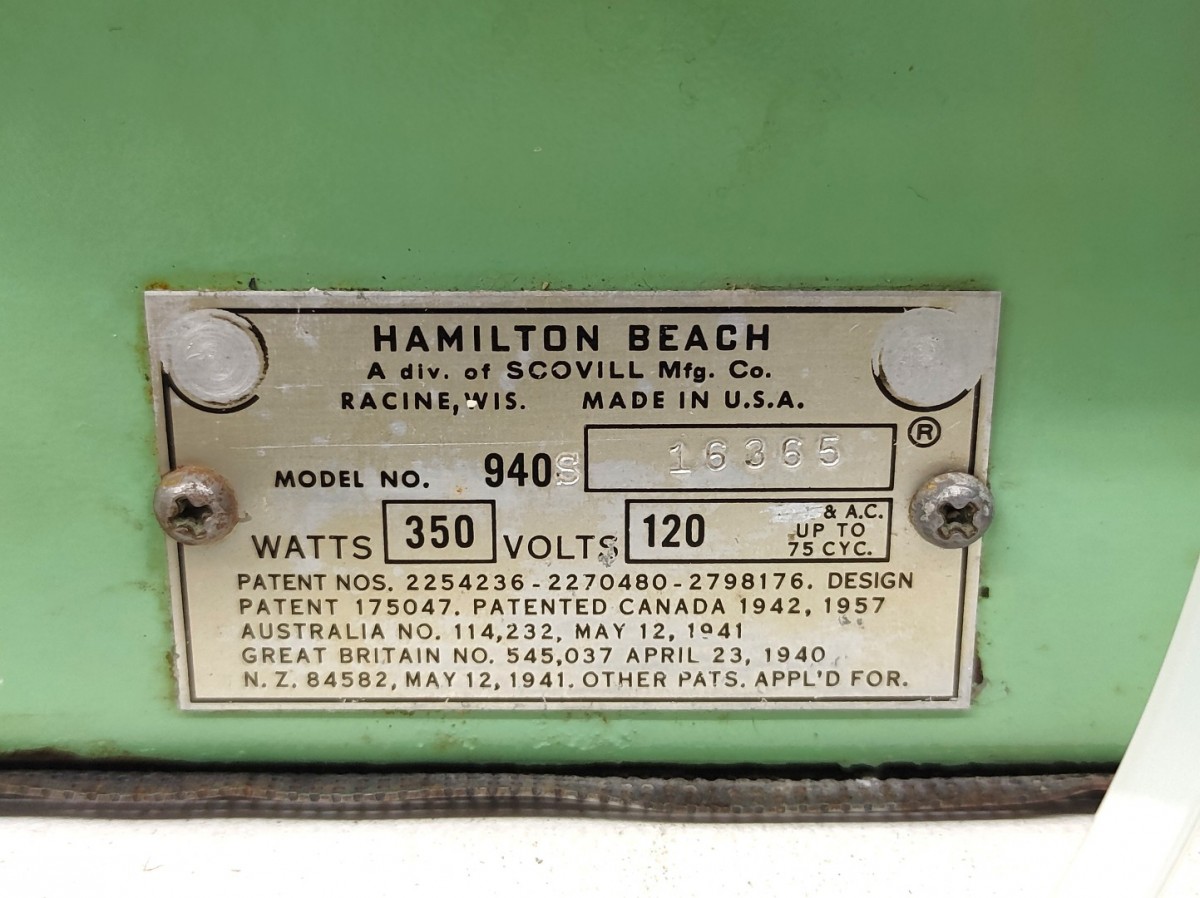 HAMILTON BEACH
A div. of SCOVILL Mfg. Co.
RACINE, WIS. MADE IN U.S.A.
MODEL NO. 940S 16365 ®
WATTS 350 VOLTS 120 & A.C.
UP TO
75 CYC.
PATENT NOS. 2254236-2270480-2798176. DESIGN
PATENT 175047. PATENTED CANADA 1942, 1957
AUSTRALIA NO. 114,232, MAY 12, 1941
GREAT BRITAIN NO. 545,037 APRIL 23, 1940
N. Z. 84582, MAY 12, 1941. OTHER PATS. APPL'D FOR.